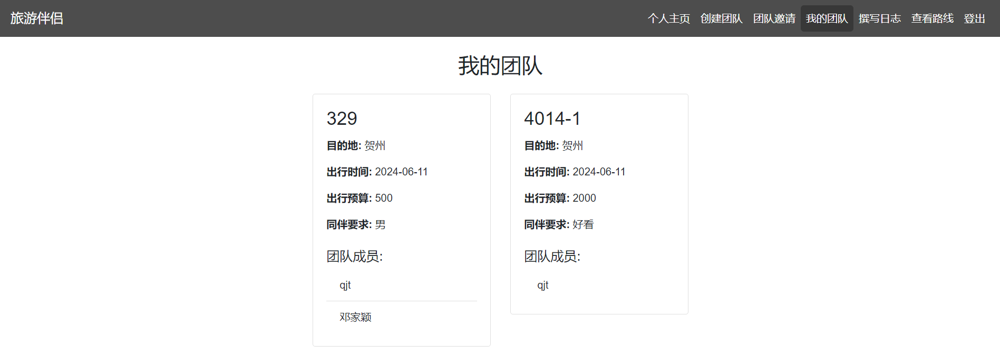 旅游伴侣
个人主页 创建团队 团队邀请 我的团队 撰写日志 查看路线 登出
我的团队
329
目的地: 贺州
出行时间: 2024-06-11
出行预算: 500
同伴要求: 男
团队成员:
qjt
邓家颖
4014-1
目的地: 贺州
出行时间: 2024-06-11
出行预算: 2000
同伴要求: 好看
团队成员:
qjt